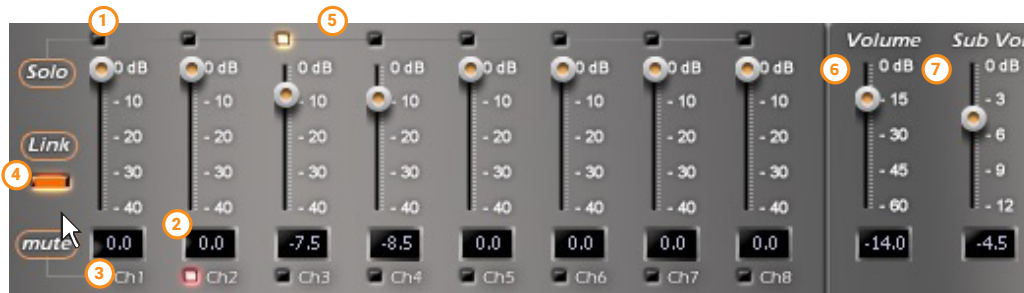 1 5
Volume Sub Vo
Solo 0 dB 0 dB 0 dB 0 dB 0 dB 0 dB 0 dB 0 dB 6 0 dB 7 0 dB
- 10 - 10 - 10 - 10 - 10 - 10 - 10 - 10 - 15 - 3
Link - 20 - 20 - 20 - 20 - 20 - 20 - 20 - 20 - 30 - 6
4 - 30 - 30 - 30 - 30 - 30 - 30 - 30 - 30 - 45 - 9
- 40 - 40 - 40 - 40 - 40 - 40 - 40 - 40 - 60 - 12
2
mute 0.0 0.0 -7.5 -8.5 0.0 0.0 0.0 0.0 -14.0 -4.5
3 Ch1 Ch2 Ch3 Ch4 Ch5 Ch6 Ch7 Ch8